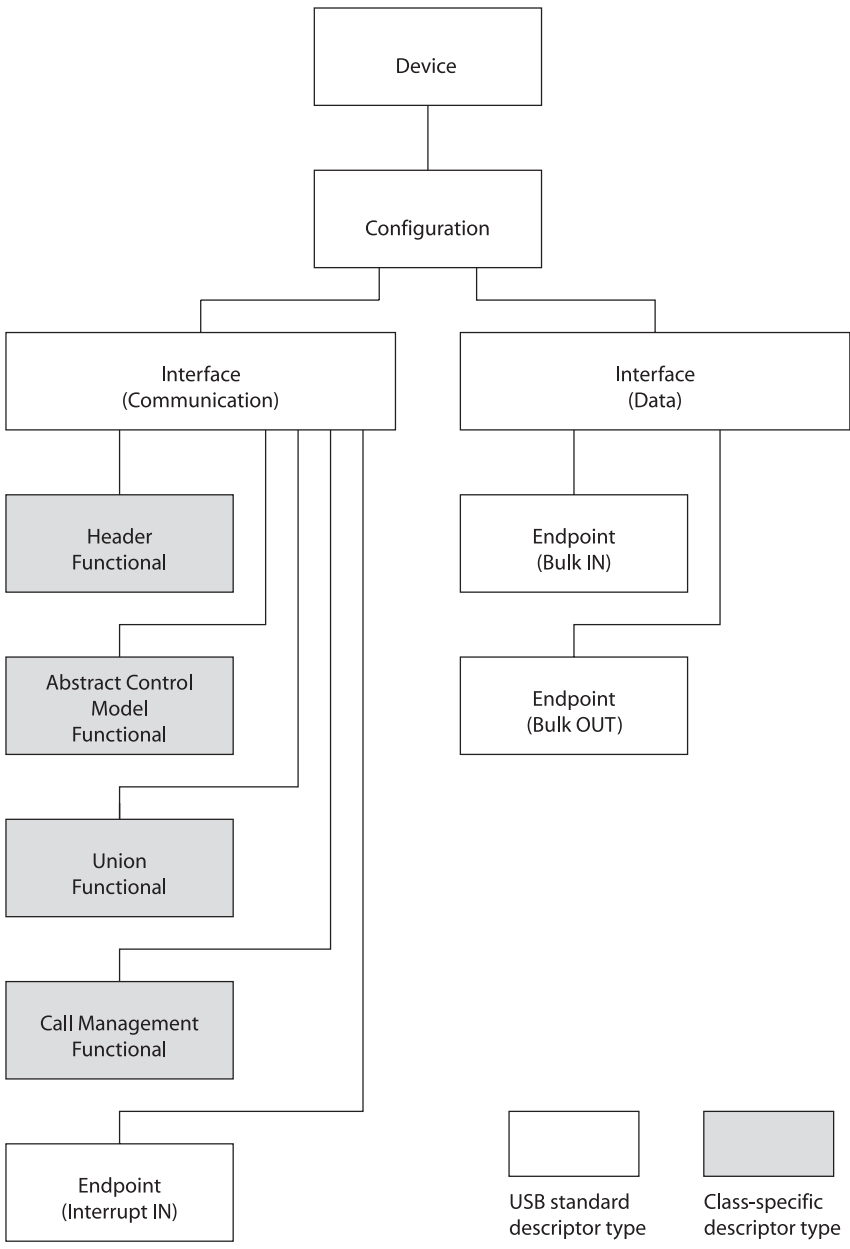 Device
Configuration
Interface
(Communication)
Interface
(Data)
Header
Functional
Endpoint
(Bulk IN)
Abstract Control
Model
Functional
Endpoint
(Bulk OUT)
Union
Functional
Call Management
Functional
Endpoint
(Interrupt IN)
USB standard
descriptor type
Class-specific
descriptor type